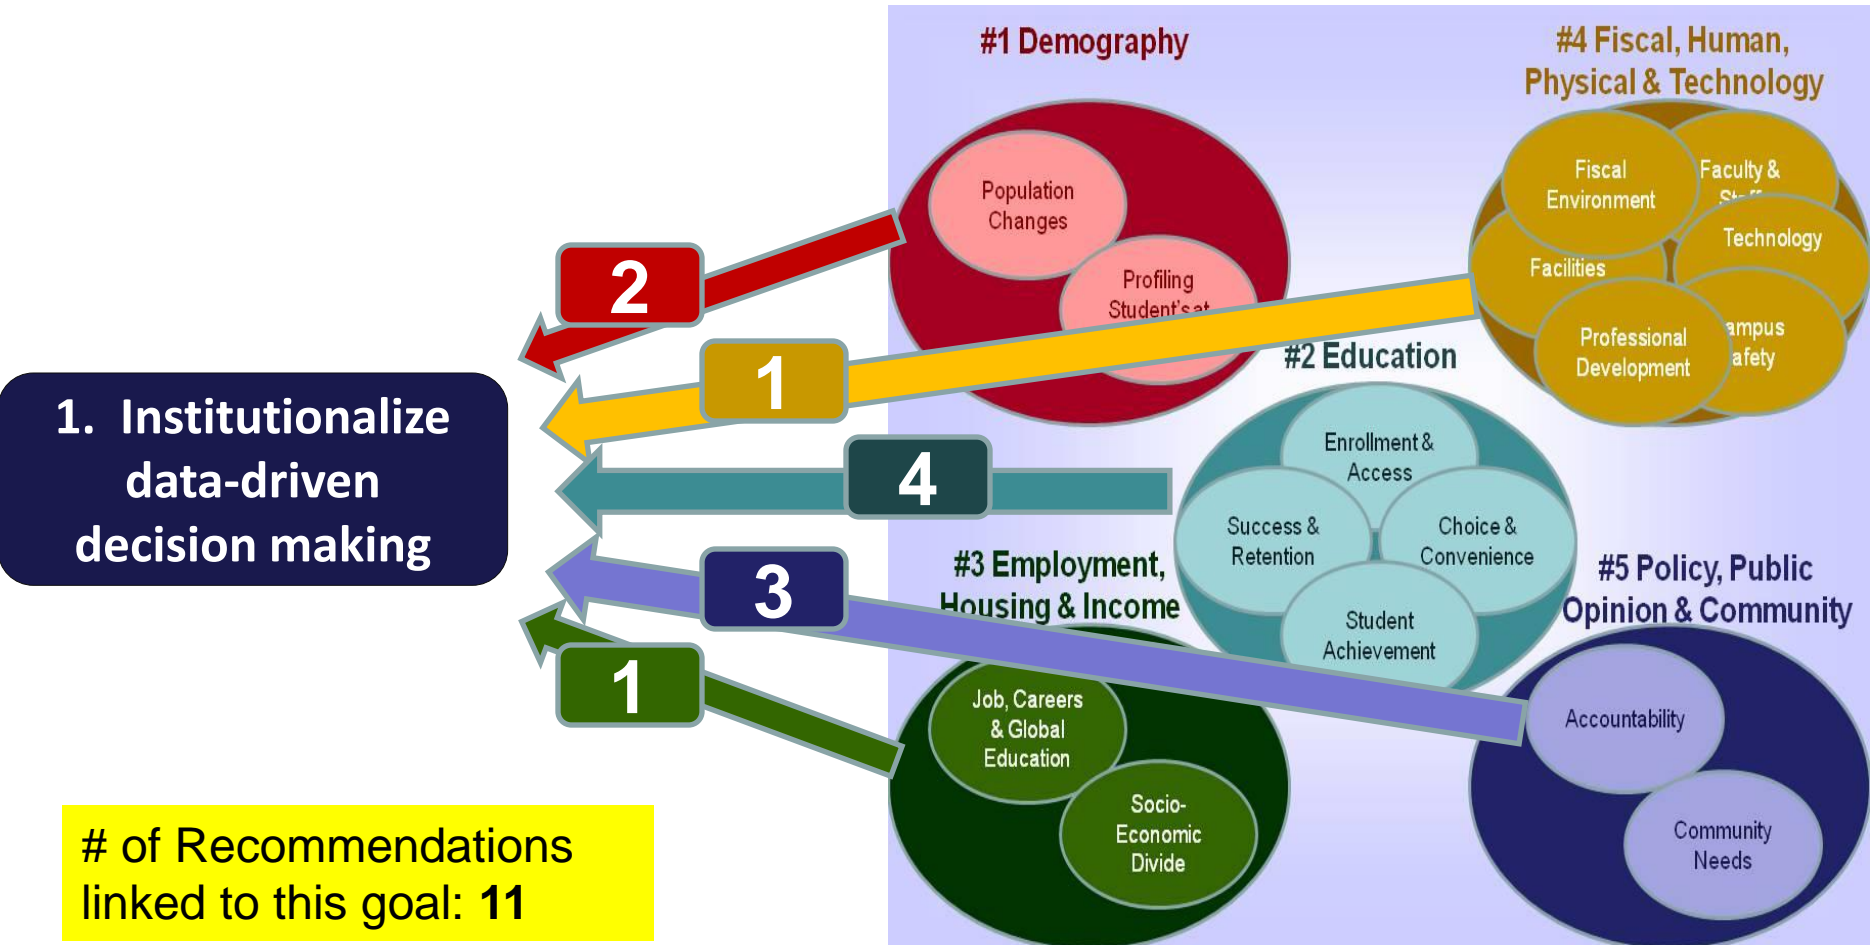 #1 Demography
Population
Changes
Profiling
Student's at
#4 Fiscal, Human,
Physical & Technology
Fiscal
Environment
Faculty &
Technology
Facilities
Professional
Development
2
1
4
3
1
1. Institutionalize
data-driven
decision making
#2 Education
Enrollment &
Access
Success &
Retention
Choice &
Convenience
Student
Achievement
#3 Employment,
Housing & Income
Job, Careers
& Global
Education
Socio-
Economic
Divide
#5 Policy, Public
Opinion & Community
Accountability
Community
Needs
# of Recommendations
linked to this goal: 11